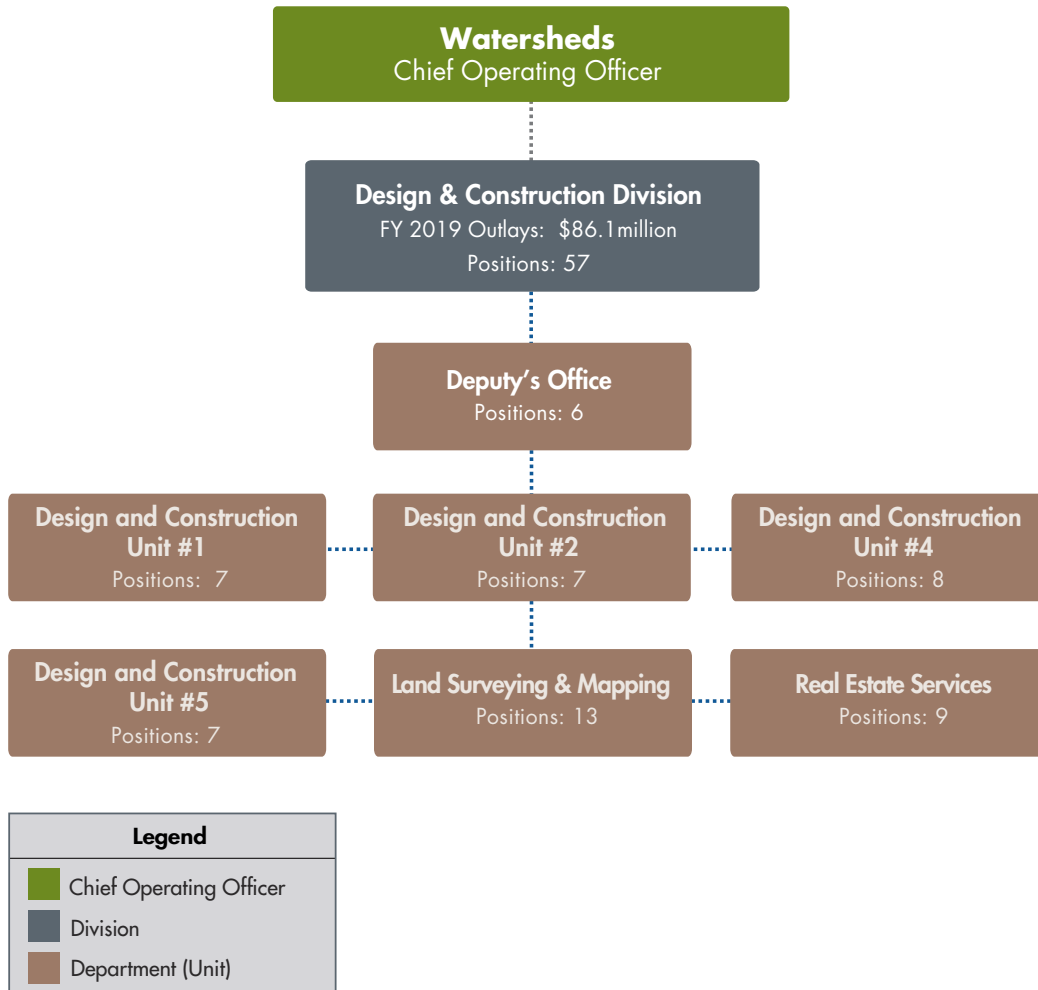 Watersheds
Chief Operating Officer
Design & Construction Division
FY 2019 Outlays: $86.1million
Positions: 57
Deputy's Office
Positions: 6
Design and Construction
Unit #1
Positions: 7
Design and Construction
Unit #2
Positions: 7
Design and Construction
Unit #4
Positions: 8
Design and Construction
Unit #5
Positions: 7
Land Surveying & Mapping
Positions: 13
Real Estate Services
Positions: 9
Legend
Chief Operating Officer
Division
Department (Unit)